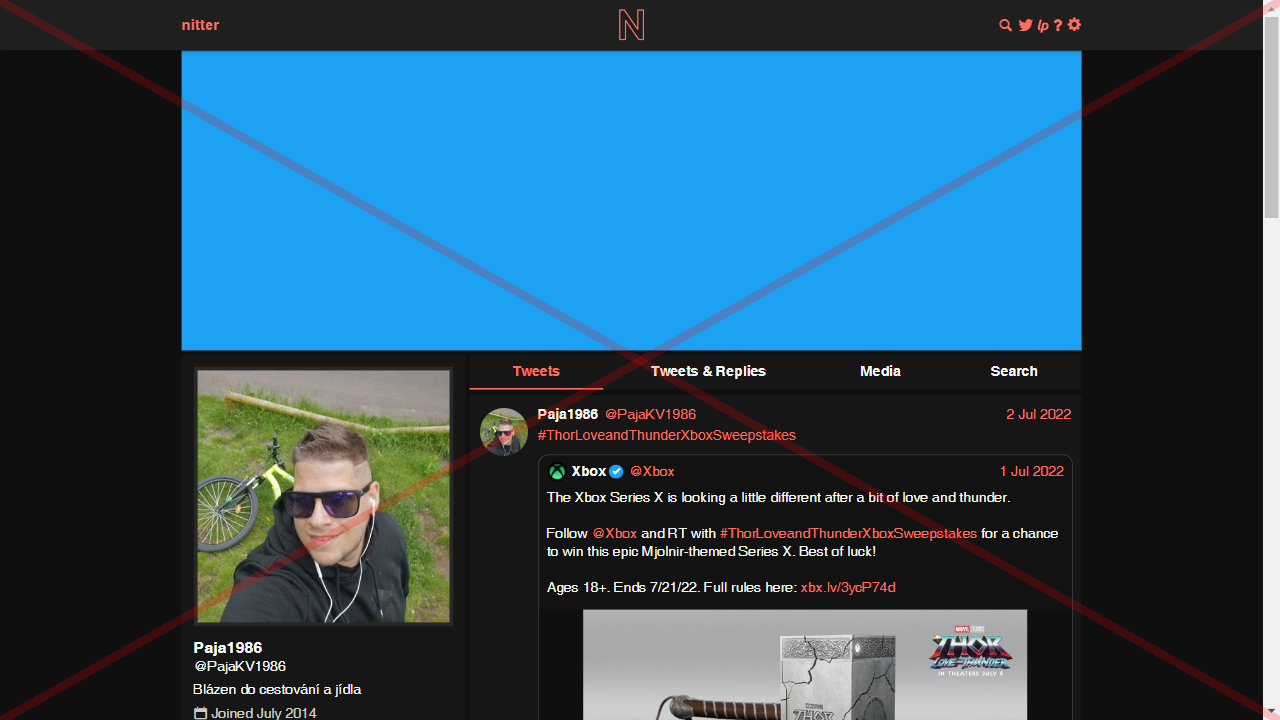 nitter
N
lp ?
Tweets
Tweets & Replies
Media
Search
Paja1986 @PajaKV1986 2 Jul 2022
#ThorLoveandThunderXboxSweepstakes
Xbox @Xbox 1 Jul 2022
The Xbox Series X is looking a little different after a bit of love and thunder.
Follow @Xbox and RT with #ThorLoveandThunderXboxSweepstakes for a chance
to win this epic Mjolnir-themed Series X. Best of luck!
Ages 18+. Ends 7/21/22. Full rules here: xbx.lv/3ycP74d
MARVEL STUDIOS
THOR
LOVE AND THUNDER
IN THEATERS JULY 8
THOR
Paja1986
@PajaKV1986
Blázen do cestování a jídla
Joined July 2014